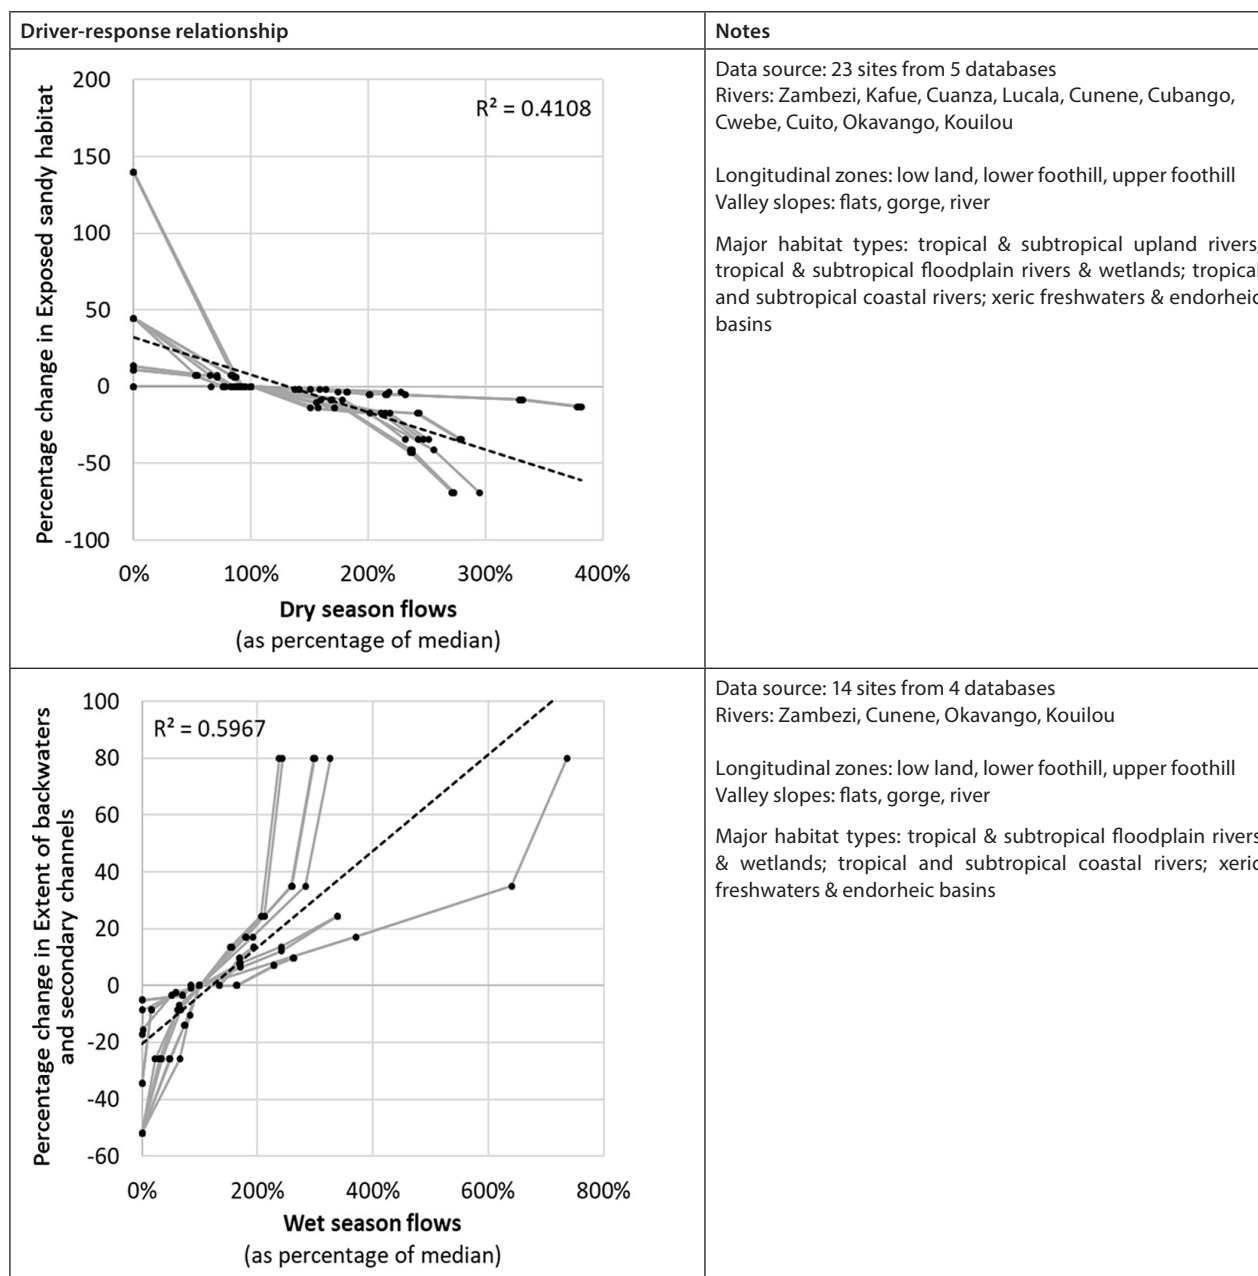 Driver-response relationship
Notes
200
150
100
50
0
-50
-100
Percentage change in Exposed sandy habitat
R² = 0.4108
0% 100% 200% 300% 400%
Dry season flows
(as percentage of median)
Data source: 23 sites from 5 databases
Rivers: Zambezi, Kafue, Cuanza, Lucala, Cunene, Cubango,
Cwebe, Cuito, Okavango, Kouilou
Longitudinal zones: low land, lower foothill, upper foothill
Valley slopes: flats, gorge, river
Major habitat types: tropical & subtropical upland rivers;
tropical & subtropical floodplain rivers & wetlands; tropical
and subtropical coastal rivers; xeric freshwaters & endorheic
basins
100
80
60
40
20
0
-20
-40
-60
Percentage change in Extent of backwaters
and secondary channels
R² = 0.5967
0% 200% 400% 600% 800%
Wet season flows
(as percentage of median)
Data source: 14 sites from 4 databases
Rivers: Zambezi, Cunene, Okavango, Kouilou
Longitudinal zones: low land, lower foothill, upper foothill
Valley slopes: flats, gorge, river
Major habitat types: tropical & subtropical floodplain rivers
& wetlands; tropical and subtropical coastal rivers; xeric
freshwaters & endorheic basins